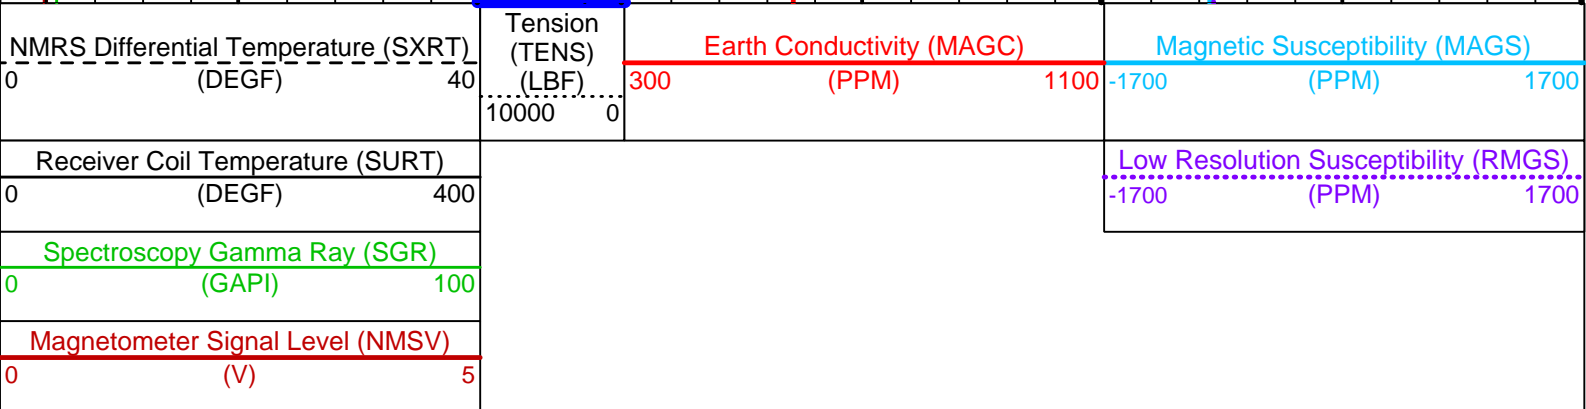 NMRS Differential Temperature (SXRT)
0 (DEGF) 40
Tension
(TENS)
(LBF)
10000 0
Earth Conductivity (MAGC)
300 (PPM) 1100
Magnetic Susceptibility (MAGS)
-1700 (PPM) 1700
Receiver Coil Temperature (SURT)
0 (DEGF) 400
Low Resolution Susceptibility (RMGS)
-1700 (PPM) 1700
Spectroscopy Gamma Ray (SGR)
0 (GAPI) 100
Magnetometer Signal Level (NMSV)
0 (V) 5